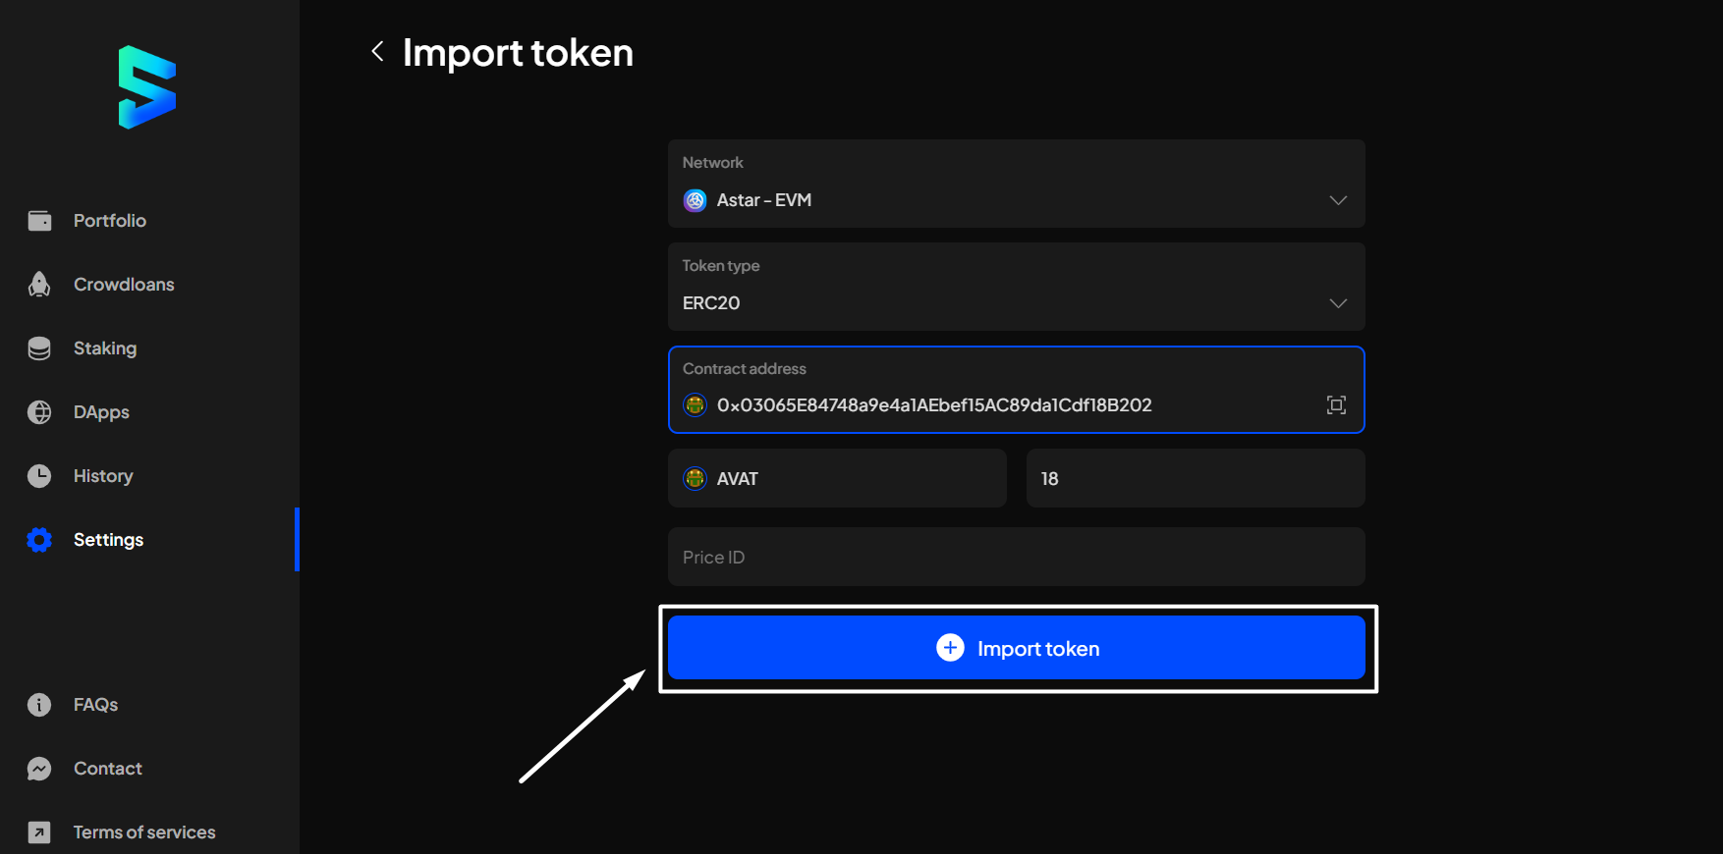 Import token
Portfolio
Crowdloans
Staking
DApps
History
Settings
FAQs
Contact
Terms of services
Network
Astar - EVM
Token type
ERC20
Contract address
0x03065E84748a9e4a1AEbef15AC89da1Cdf18B202
AVAT
18
Price ID
Import token